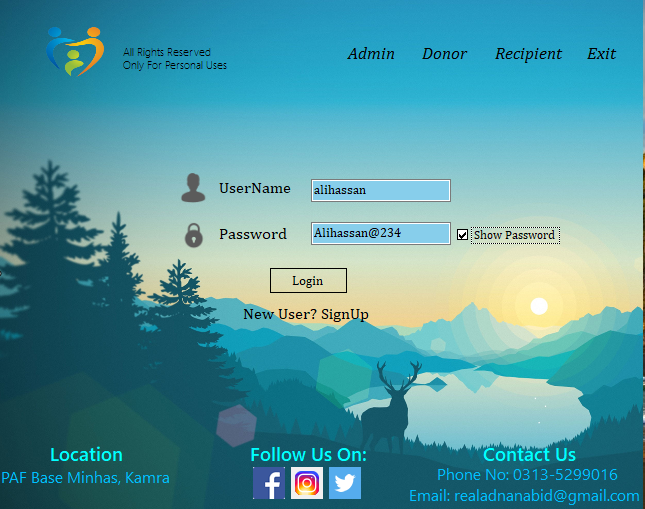 All Rights Reserved
Only For Personal Uses
Admin Donor Recipient Exit
UserName alihassan
Password Alihassan@234 Show Password
Login
New User? SignUp
Location
PAF Base Minhas, Kamra
Follow Us On:
Contact Us
Phone No: 0313-5299016
Email: realadnanabid@gmail.com